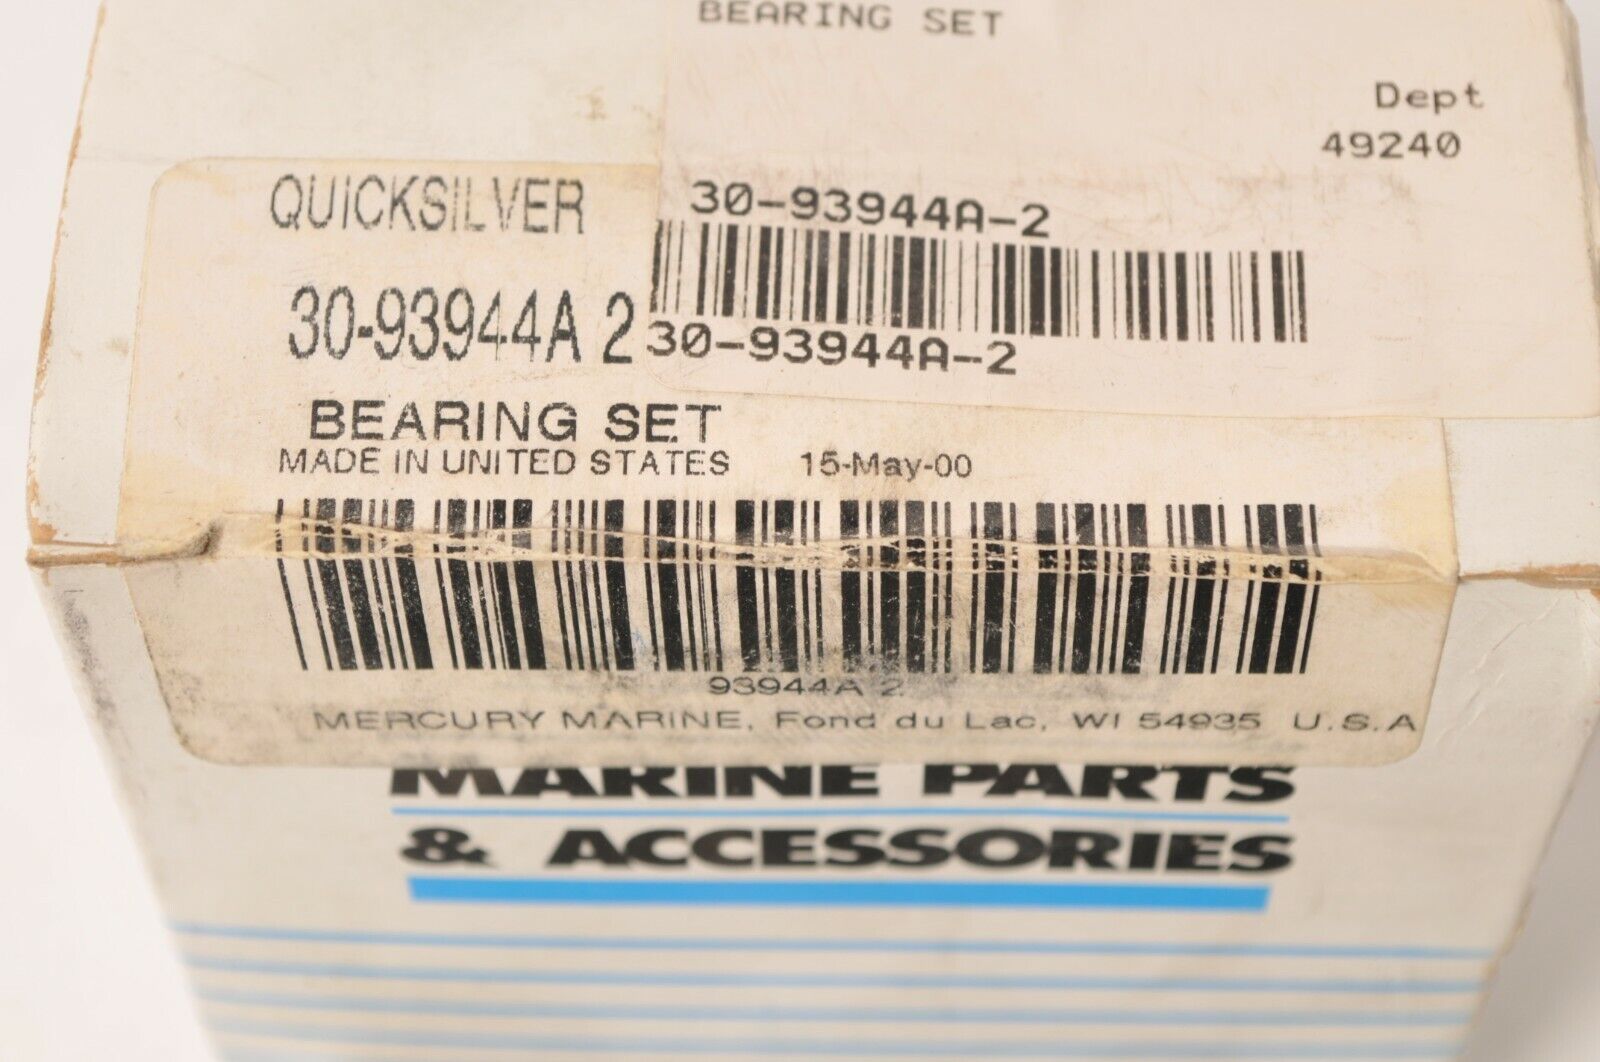 BEARING SET
Dept
49240
30-93944A-2
30-93944A-2
QUICKSILVER
30-93944A 2
BEARING SET
MADE IN UNITED STATES 15-May-00
93944A 2
MERCURY MARINE, Fond du Lac, WI 54935 U.S.A
MARINE PARTS
& ACCESSORIES